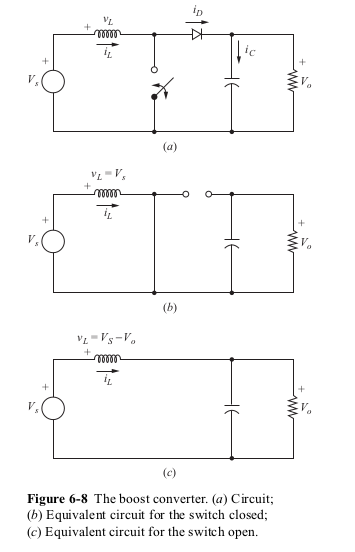 i_D
+ v_L
i_L
i_C
+
V_s
+
V_o
(a)
v_L = V_s
+
i_L
+
V_s
+
V_o
(b)
v_L = V_S – V_o
+
i_L
+
V_s
+
V_o
(c)
Figure 6-8 The boost converter. (a) Circuit;
(b) Equivalent circuit for the switch closed;
(c) Equivalent circuit for the switch open.